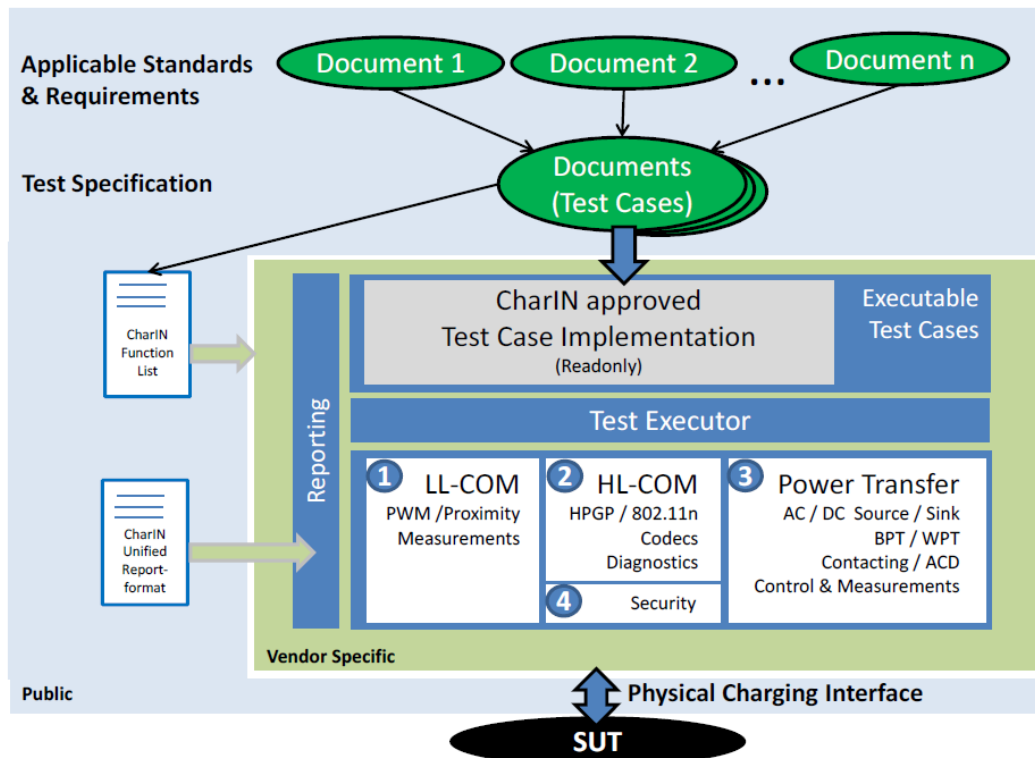 Applicable Standards
& Requirements
Document 1
Document 2
...
Document n
Test Specification
Documents
(Test Cases)
CharIN
Function
List
CharIN
Unified
Report-
format
Reporting
CharIN approved
Test Case Implementation
(Readonly)
Executable
Test Cases
Test Executor
1 LL-COM
PWM /Proximity
Measurements
2 HL-COM
HPGP / 802.11n
Codecs
Diagnostics
4 Security
3 Power Transfer
AC / DC Source / Sink
BPT / WPT
Contacting / ACD
Control & Measurements
Vendor Specific
Public
Physical Charging Interface
SUT